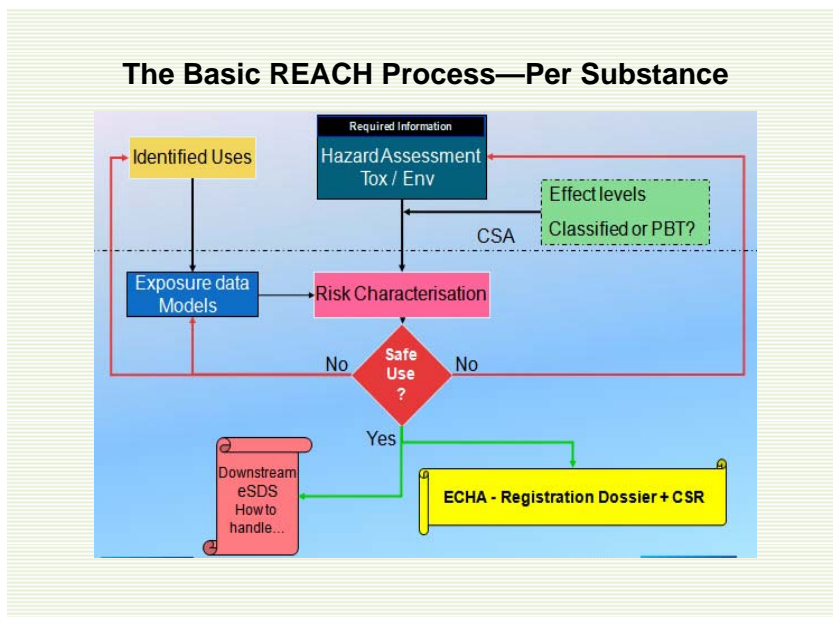 The Basic REACH Process—Per Substance
Required Information
Identified Uses
Hazard Assessment
Tox / Env
Effect levels
Classified or PBT?
CSA
Exposure data
Models
Risk Characterisation
No
Safe
Use
?
No
Yes
Downstream
eSDS
How to
handle...
ECHA - Registration Dossier + CSR